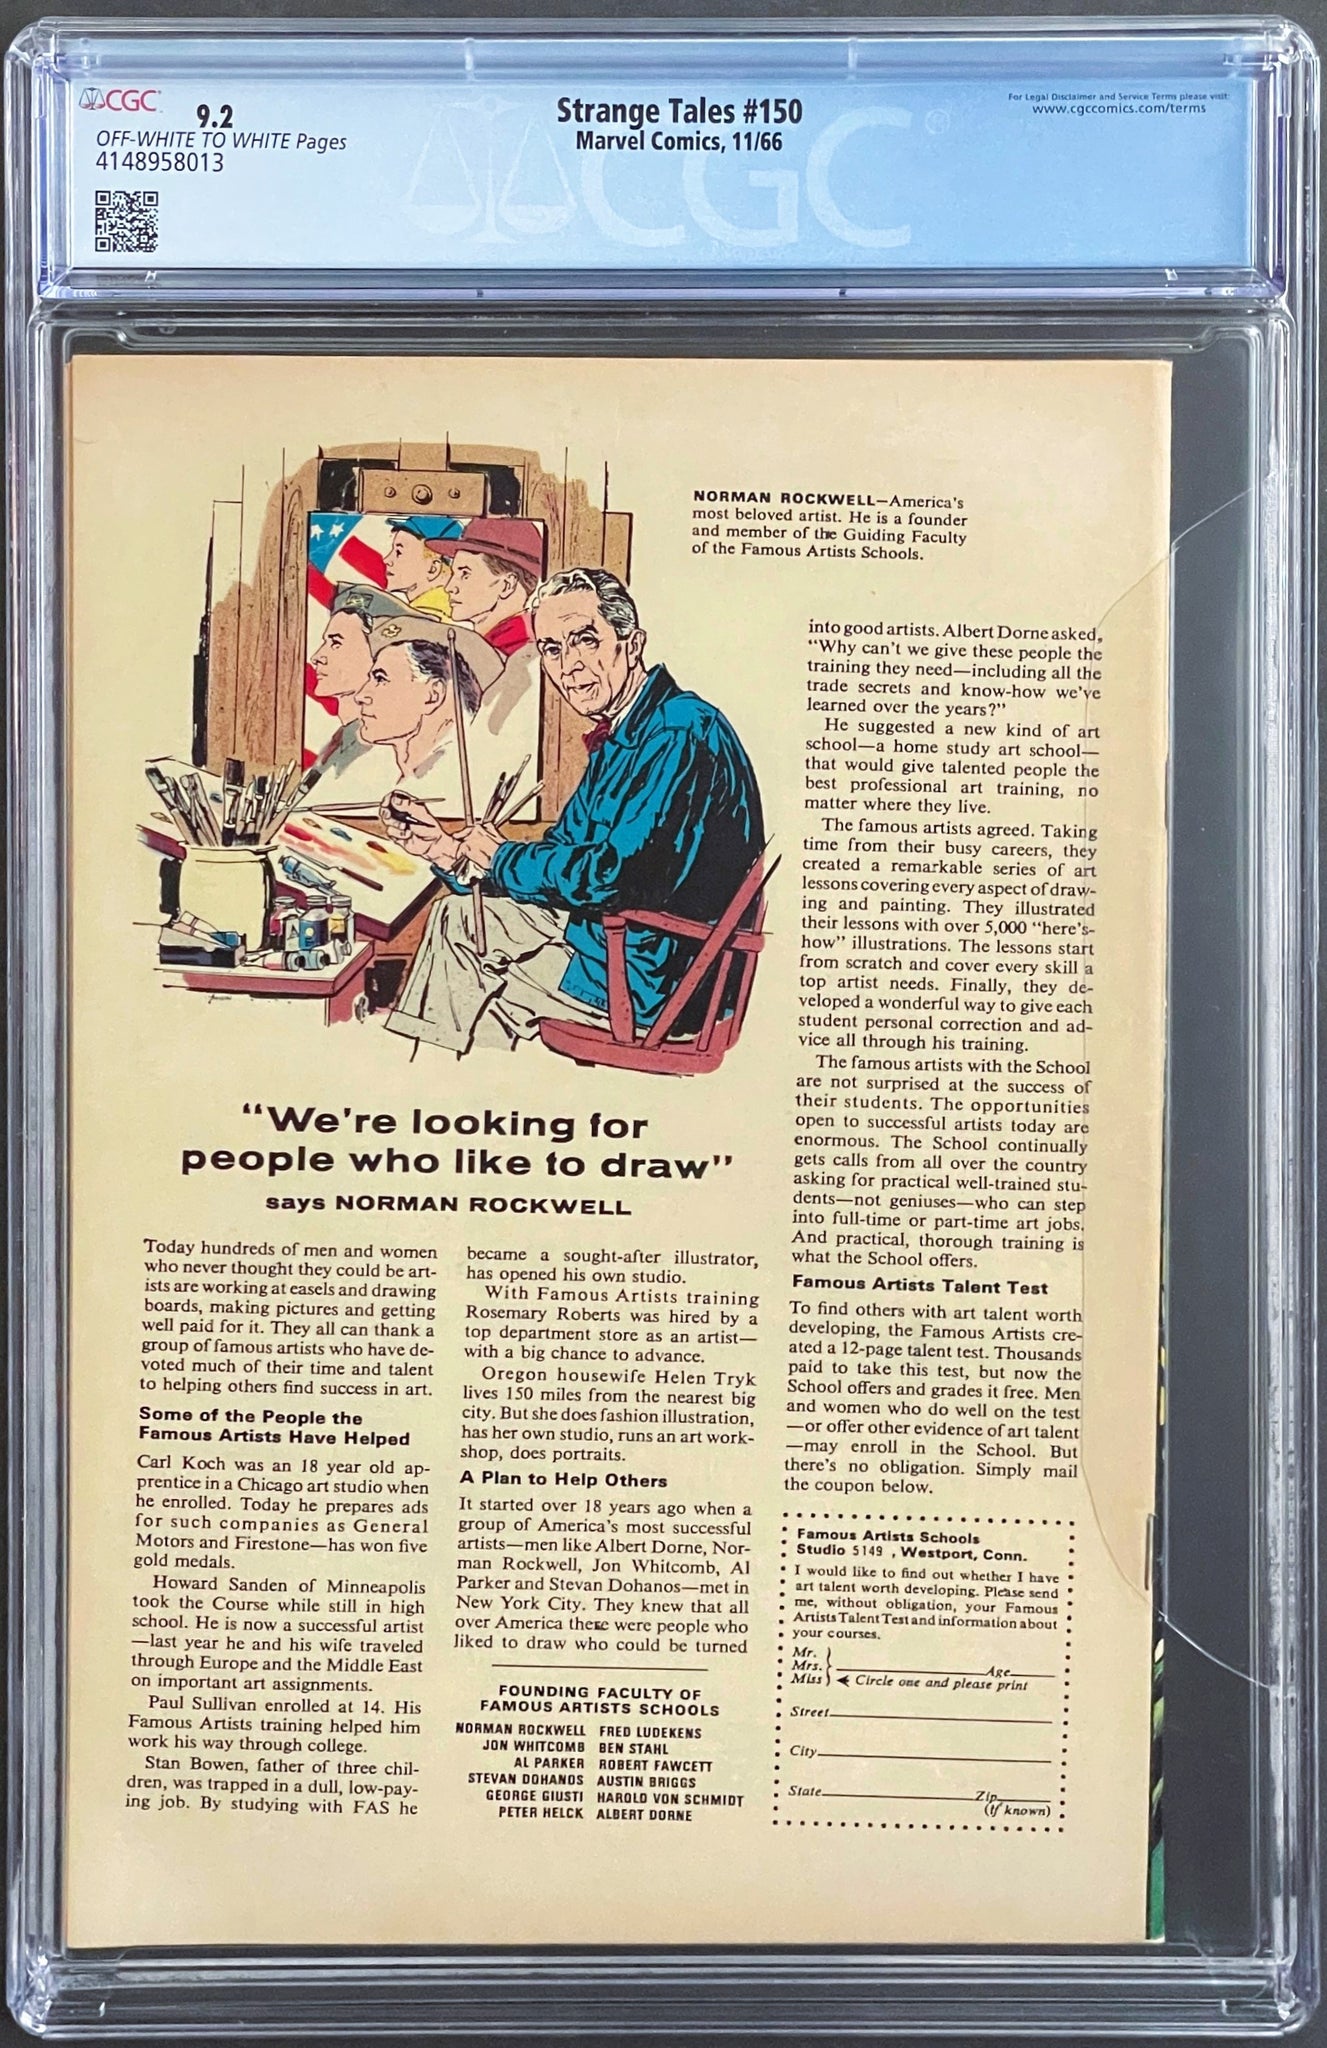 CGC
9.2
OFF-WHITE TO WHITE Pages
4148958013
Strange Tales #150
Marvel Comics, 11/66
For Legal Disclaimer and Service Terms please visit:
www.cgccomics.com/terms
CGC
NORMAN ROCKWELL—America's
most beloved artist. He is a founder
and member of the Guiding Faculty
of the Famous Artists Schools.
"We're looking for
people who like to draw"
says NORMAN ROCKWELL
Today hundreds of men and women
who never thought they could be art-
ists are working at easels and drawing
boards, making pictures and getting
well paid for it. They all can thank a
group of famous artists who have de-
voted much of their time and talent
to helping others find success in art.
Some of the People the
Famous Artists Have Helped
Carl Koch was an 18 year old ap-
prentice in a Chicago art studio when
he enrolled. Today he prepares ads
for such companies as General
Motors and Firestone—has won five
gold medals.
Howard Sanden of Minneapolis
took the Course while still in high
school. He is now a successful artist
—last year he and his wife traveled
through Europe and the Middle East
on important art assignments.
Paul Sullivan enrolled at 14. His
Famous Artists training helped him
work his way through college.
Stan Bowen, father of three chil-
dren, was trapped in a dull, low-pay-
ing job. By studying with FAS he
became a sought-after illustrator,
has opened his own studio.
With Famous Artists training
Rosemary Roberts was hired by a
top department store as an artist—
with a big chance to advance.
Oregon housewife Helen Tryk
lives 150 miles from the nearest big
city. But she does fashion illustration,
has her own studio, runs an art work-
shop, does portraits.
A Plan to Help Others
It started over 18 years ago when a
group of America's most successful
artists—men like Albert Dorne, Nor-
man Rockwell, Jon Whitcomb, Al
Parker and Stevan Dohanos—met in
New York City. They knew that all
over America there were people who
liked to draw who could be turned
FOUNDING FACULTY OF
FAMOUS ARTISTS SCHOOLS
NORMAN ROCKWELL FRED LUDEKENS
JON WHITCOMB BEN STAHL
AL PARKER ROBERT FAWCETT
STEVAN DOHANOS AUSTIN BRIGGS
GEORGE GIUSTI HAROLD VON SCHMIDT
PETER HELCK ALBERT DORNE
into good artists. Albert Dorne asked,
"Why can't we give these people the
training they need—including all the
trade secrets and know-how we've
learned over the years?"
He suggested a new kind of art
school—a home study art school—
that would give talented people the
best professional art training, no
matter where they live.
The famous artists agreed. Taking
time from their busy careers, they
created a remarkable series of art
lessons covering every aspect of draw-
ing and painting. They illustrated
their lessons with over 5,000 "here's-
how" illustrations. The lessons start
from scratch and cover every skill a
top artist needs. Finally, they de-
veloped a wonderful way to give each
student personal correction and ad-
vice all through his training.
The famous artists with the School
are not surprised at the success of
their students. The opportunities
open to successful artists today are
enormous. The School continually
gets calls from all over the country
asking for practical well-trained stu-
dents—not geniuses—who can step
into full-time or part-time art jobs.
And practical, thorough training is
what the School offers.
Famous Artists Talent Test
To find others with art talent worth
developing, the Famous Artists cre-
ated a 12-page talent test. Thousands
paid to take this test, but now the
School offers and grades it free. Men
and women who do well on the test
—or offer other evidence of art talent
—may enroll in the School. But
there's no obligation. Simply mail
the coupon below.
Famous Artists Schools
Studio 5149 , Westport, Conn.
I would like to find out whether I have
art talent worth developing. Please send
me, without obligation, your Famous
Artists Talent Test and information about
your courses.
Mr.
Mrs. Age
Miss Circle one and please print
Street
City
State Zip
(if known)